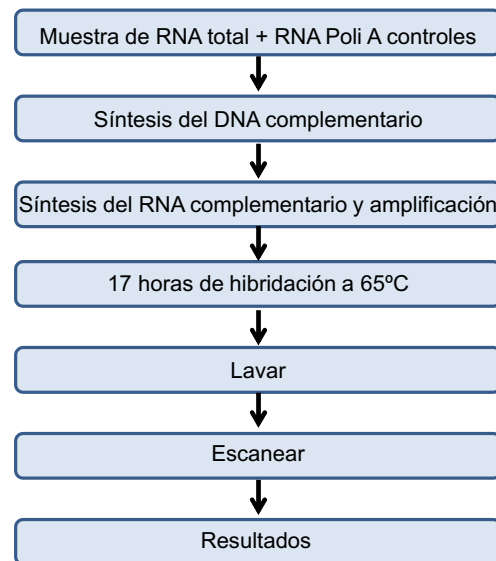 Muestra de RNA total + RNA Poli A controles
Síntesis del DNA complementario
Síntesis del RNA complementario y amplificación
17 horas de hibridación a 65ºC
Lavar
Escanear
Resultados